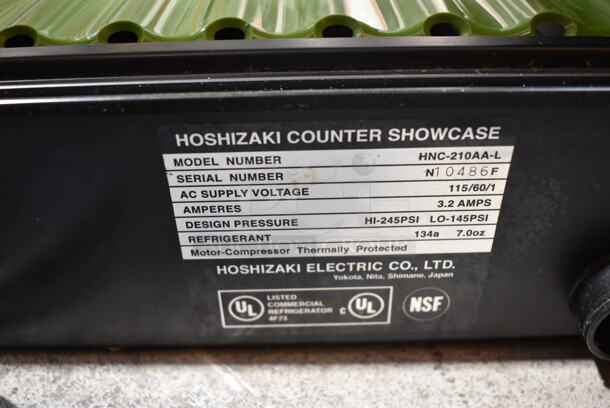 HOSHIZAKI COUNTER SHOWCASE
MODEL NUMBER HNC-210AA-L
SERIAL NUMBER N10486F
AC SUPPLY VOLTAGE 115/60/1
AMPERES 3.2 AMPS
DESIGN PRESSURE HI-245PSI LO-145PSI
REFRIGERANT 134a 7.0oz
Motor-Compressor Thermally Protected
HOSHIZAKI ELECTRIC CO., LTD.
Yokota, Nita, Shimane, Japan
UL LISTED COMMERCIAL REFRIGERATOR 4F73 C UL NSF